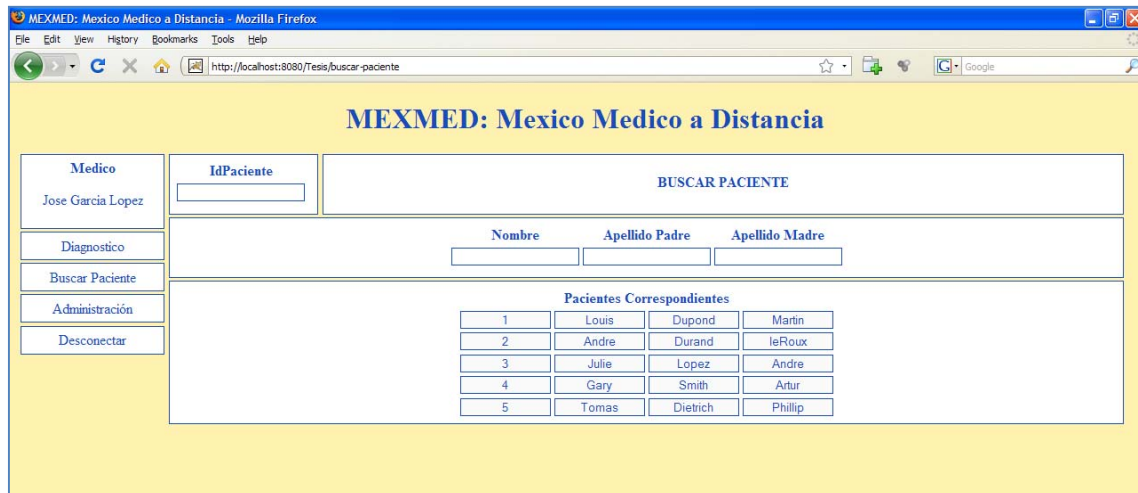 MEXMED: Mexico Medico a Distancia - Mozilla Firefox
File Edit View History Bookmarks Tools Help
http://localhost:8080/Tesis/buscar-paciente
G Google
MEXMED: Mexico Medico a Distancia
Medico
Jose Garcia Lopez
Diagnostico
Buscar Paciente
Administración
Desconectar
IdPaciente
BUSCAR PACIENTE
Nombre Apellido Padre Apellido Madre
Pacientes Correspondientes
1 Louis Dupond Martin
2 Andre Durand leRoux
3 Julie Lopez Andre
4 Gary Smith Artur
5 Tomas Dietrich Phillip